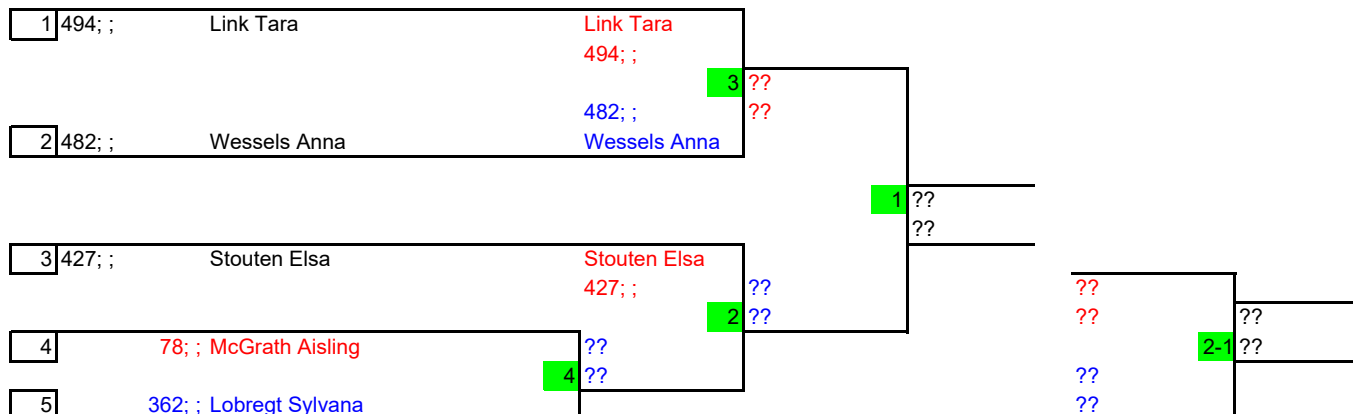 1 494; ; Link Tara Link Tara
494; ;
3 ??
482; ; ??
2 482; ; Wessels Anna Wessels Anna
1 ??
??
3 427; ; Stouten Elsa Stouten Elsa
427; ; ?? ??
2 ?? ?? ??
4 78; ; McGrath Aisling ?? 2-1 ??
4 ?? ??
5 362; ; Lobregt Sylvana ??